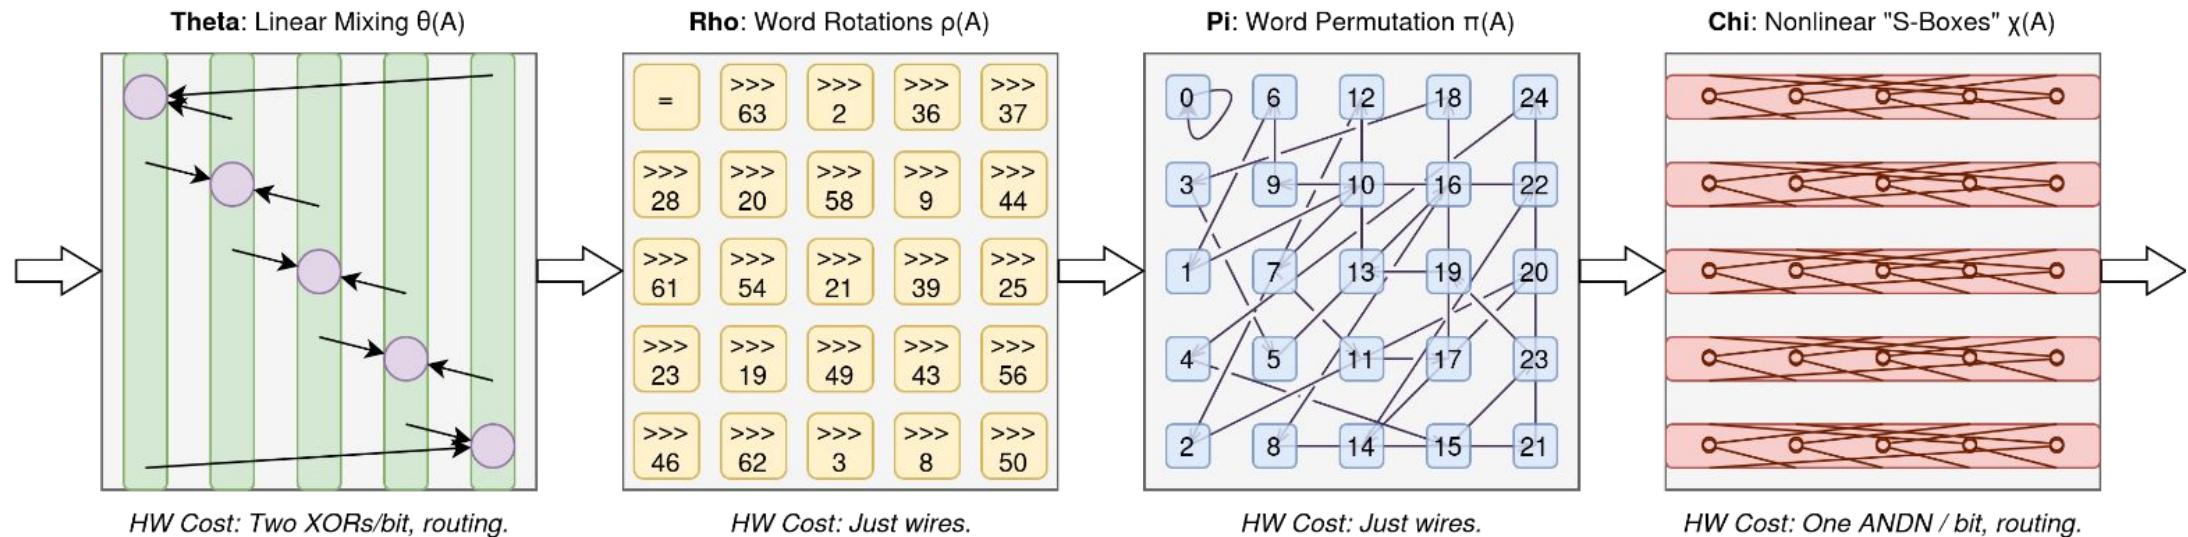 Theta: Linear Mixing θ(A)
Rho: Word Rotations ρ(A)
Pi: Word Permutation π(A)
Chi: Nonlinear "S-Boxes" χ(A)
= >>> >>> >>> >>>
63 2 36 37
>>> >>> >>> >>> >>>
28 20 58 9 44
>>> >>> >>> >>> >>>
61 54 21 39 25
>>> >>> >>> >>> >>>
23 19 49 43 56
>>> >>> >>> >>> >>>
46 62 3 8 50
0 6 12 18 24
3 9 10 16 22
1 7 13 19 20
4 5 11 17 23
2 8 14 15 21
HW Cost: Two XORs/bit, routing.
HW Cost: Just wires.
HW Cost: Just wires.
HW Cost: One ANDN / bit, routing.